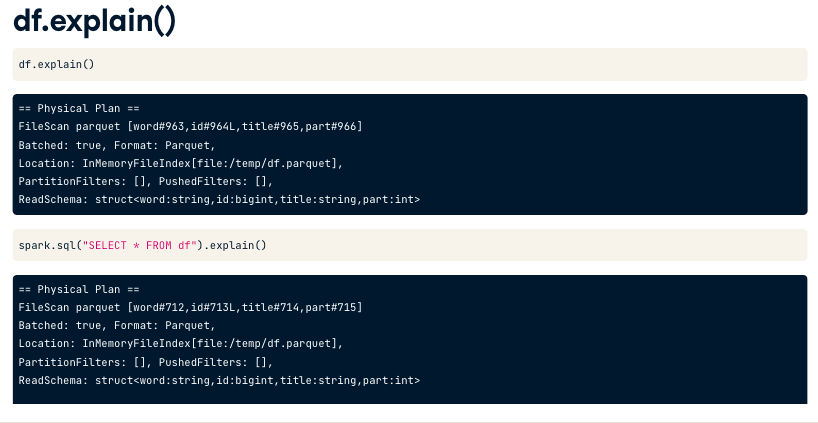 df.explain()
df.explain()
== Physical Plan ==
FileScan parquet [word#963,id#964L,title#965,part#966]
Batched: true, Format: Parquet,
Location: InMemoryFileIndex[file:/temp/df.parquet],
PartitionFilters: [], PushedFilters: [],
ReadSchema: struct<word:string,id:bigint,title:string,part:int>
spark.sql("SELECT * FROM df").explain()
== Physical Plan ==
FileScan parquet [word#712,id#713L,title#714,part#715]
Batched: true, Format: Parquet,
Location: InMemoryFileIndex[file:/temp/df.parquet],
PartitionFilters: [], PushedFilters: [],
ReadSchema: struct<word:string,id:bigint,title:string,part:int>